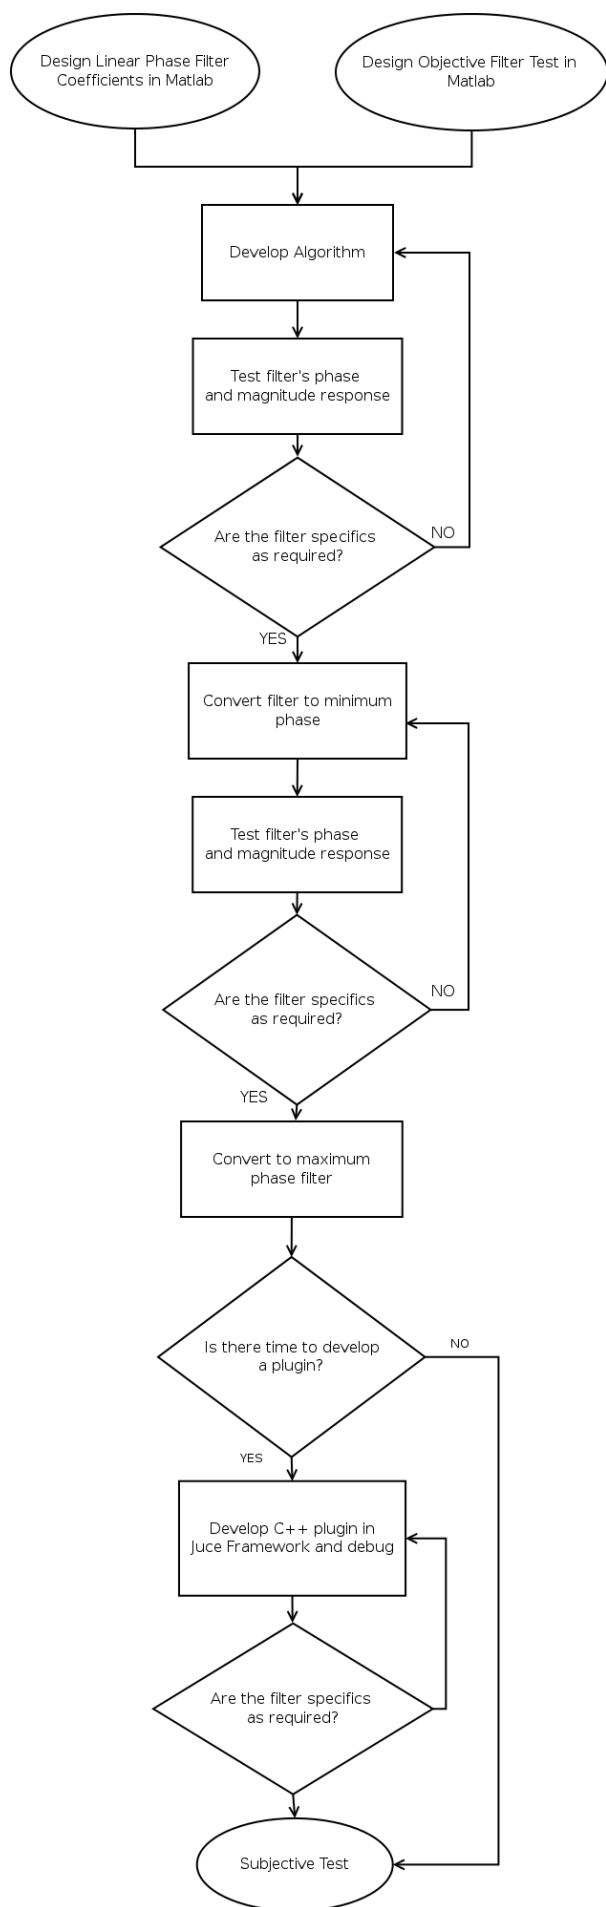 Design Linear Phase Filter
Coefficients in Matlab
Design Objective Filter Test in
Matlab
Develop Algorithm
Test filter's phase
and magnitude response
Are the filter specifics
as required?
NO
YES
Convert filter to minimum
phase
Test filter's phase
and magnitude response
Are the filter specifics
as required?
NO
YES
Convert to maximum
phase filter
Is there time to develop
a plugin?
NO
YES
Develop C++ plugin in
Juce Framework and debug
Are the filter specifics
as required?
Subjective Test